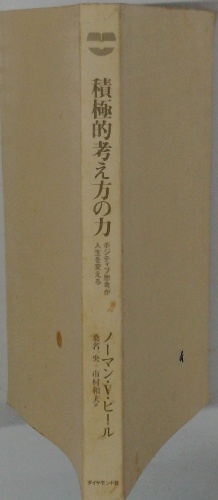 積極的考え方の力
ポジティブ思考が
人生を変える
ノーマン・V・ピール
桑名一央・市村和夫 訳
ダイヤモンド社